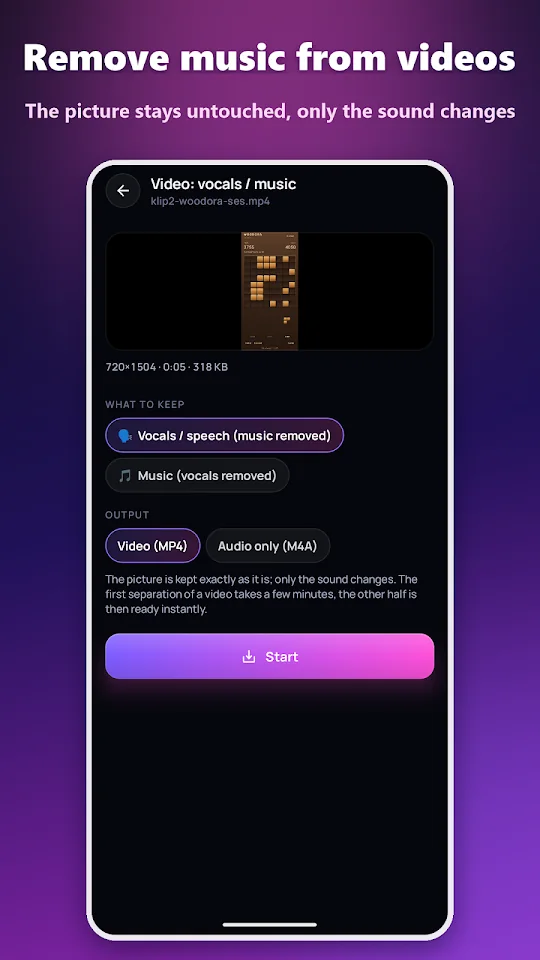 Remove music from videos
The picture stays untouched, only the sound changes
Video: vocals / music
klip2-woodora-ses.mp4
WOODORA
720×1504 · 0:05 · 318 KB
WHAT TO KEEP
Vocals / speech (music removed)
Music (vocals removed)
OUTPUT
Video (MP4)
Audio only (M4A)
The picture is kept exactly as it is; only the sound changes. The
first separation of a video takes a few minutes, the other half is
then ready instantly.
Start